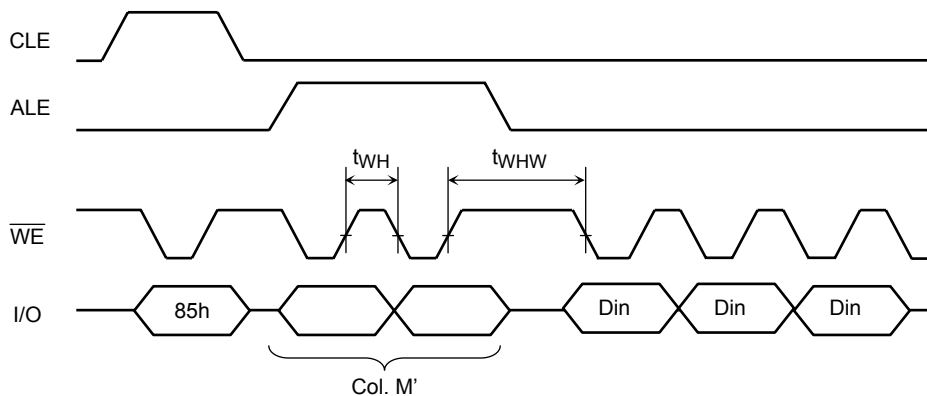 CLE
ALE
tWH
tWHW
WE
I/O
85h
Din
Din
Din
Col. M’